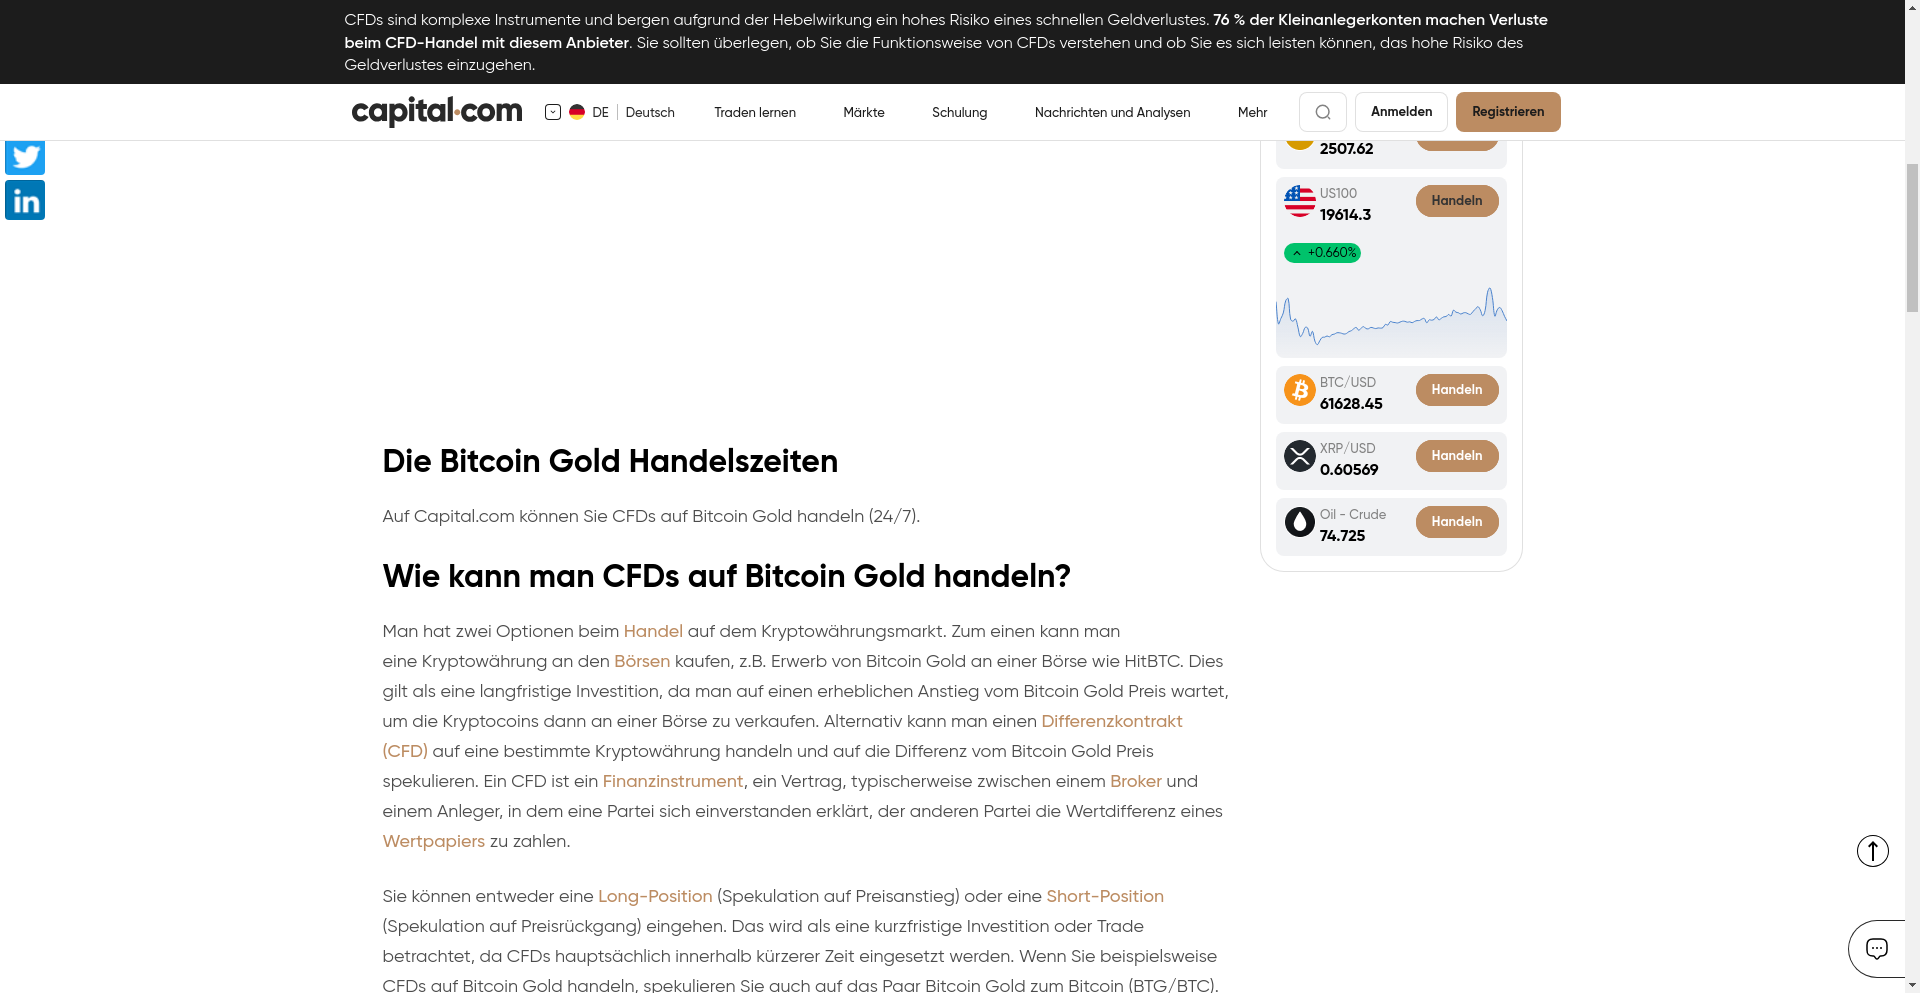 CFDs sind komplexe Instrumente und bergen aufgrund der Hebelwirkung ein hohes Risiko eines schnellen Geldverlustes. 76 % der Kleinanlegerkonten machen Verluste
beim CFD-Handel mit diesem Anbieter. Sie sollten überlegen, ob Sie die Funktionsweise von CFDs verstehen und ob Sie es sich leisten können, das hohe Risiko des
Geldverlustes einzugehen.
capital.com
DE Deutsch
Traden lernen
Märkte
Schulung
Nachrichten und Analysen
Mehr
Anmelden
Registrieren
in
2507.62
US100
19614.3
Handeln
+0.660%
BTC/USD
61628.45
Handeln
XRP/USD
0.60569
Handeln
Oil - Crude
74.725
Handeln
Die Bitcoin Gold Handelszeiten
Auf Capital.com können Sie CFDs auf Bitcoin Gold handeln (24/7).
Wie kann man CFDs auf Bitcoin Gold handeln?
Man hat zwei Optionen beim Handel auf dem Kryptowährungsmarkt. Zum einen kann man
eine Kryptowährung an den Börsen kaufen, z.B. Erwerb von Bitcoin Gold an einer Börse wie HitBTC. Dies
gilt als eine langfristige Investition, da man auf einen erheblichen Anstieg vom Bitcoin Gold Preis wartet,
um die Kryptocoins dann an einer Börse zu verkaufen. Alternativ kann man einen Differenzkontrakt
(CFD) auf eine bestimmte Kryptowährung handeln und auf die Differenz vom Bitcoin Gold Preis
spekulieren. Ein CFD ist ein Finanzinstrument, ein Vertrag, typischerweise zwischen einem Broker und
einem Anleger, in dem eine Partei sich einverstanden erklärt, der anderen Partei die Wertdifferenz eines
Wertpapiers zu zahlen.
Sie können entweder eine Long-Position (Spekulation auf Preisanstieg) oder eine Short-Position
(Spekulation auf Preisrückgang) eingehen. Das wird als eine kurzfristige Investition oder Trade
betrachtet, da CFDs hauptsächlich innerhalb kürzerer Zeit eingesetzt werden. Wenn Sie beispielsweise
CFDs auf Bitcoin Gold handeln, spekulieren Sie auch auf das Paar Bitcoin Gold zum Bitcoin (BTG/BTC).